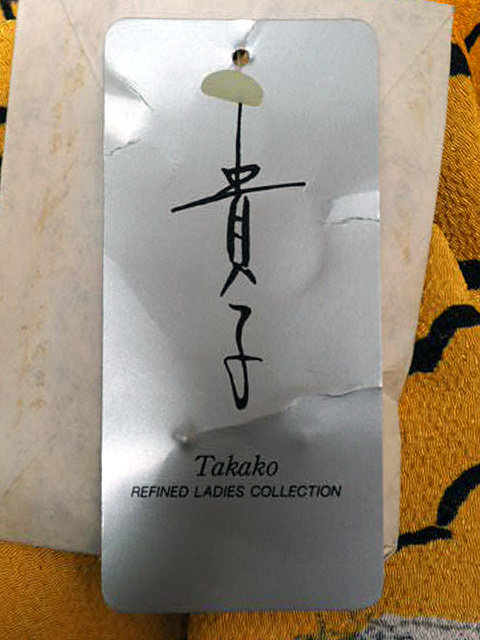 貴子
Takako
REFINED LADIES COLLECTION